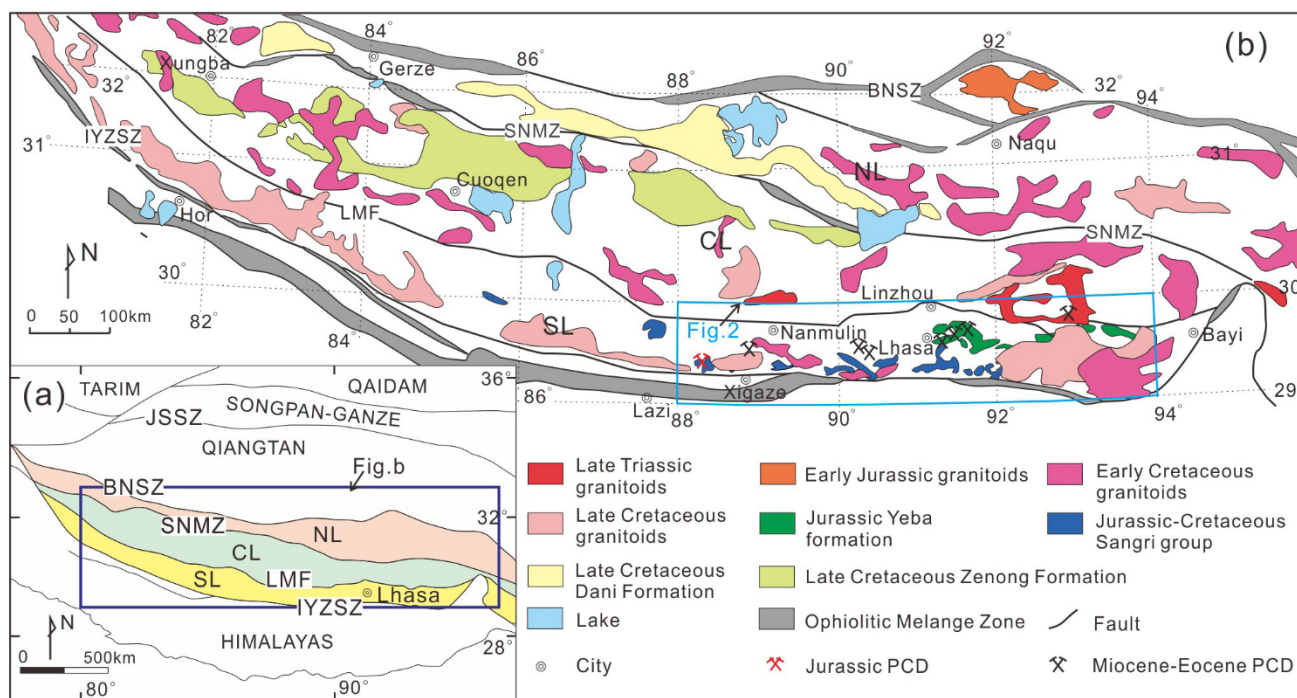 82°
84°
86°
88°
90°
92°
(b)
Xungba
Gerze
32°
BNSZ
32°
94°
IYZSZ
SNMZ
Naqu
31°
NL
31°
Cuoqen
Hor
LMF
CL
SNMZ
N
30°
Linzhou
30°
0 50 100km
82°
Fig.2
SL
Nanmulin
Bayi
84°
Lhasa
Xigaze
29°
86°
Lazi
88°
90°
92°
94°
(a)
TARIM
QAIDAM
36°
SONGPAN-GANZE
JSSZ
QIANGTAN
Fig.b
BNSZ
SNMZ
NL
32°
CL
SL
LMF
Lhasa
IYZSZ
N
HIMALAYAS
28°
0 500km
80°
90°
Late Triassic
granitoids
Early Jurassic granitoids
Early Cretaceous
granitoids
Late Cretaceous
granitoids
Jurassic Yeba
formation
Jurassic-Cretaceous
Sangri group
Late Cretaceous
Dani Formation
Late Cretaceous Zenong Formation
Lake
Ophiolitic Melange Zone
Fault
City
Jurassic PCD
Miocene-Eocene PCD